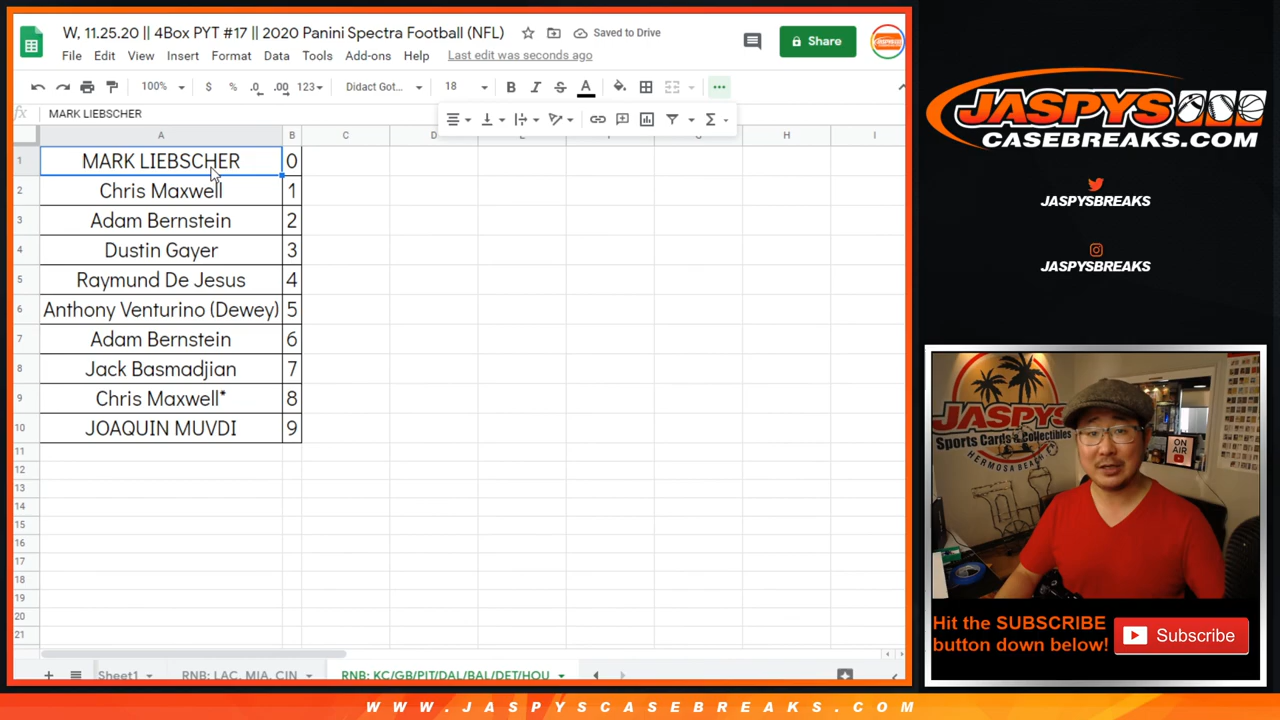 W, 11.25.20 || 4Box PYT #17 || 2020 Panini Spectra Football (NFL)
Saved to Drive
Share
File Edit View Insert Format Data Tools Add-ons Help Last edit was seconds ago
100% $ % .0 .00 123 Didact Got... 18 B I S A
fx MARK LIEBSCHER
A B C D E F G H I
1 MARK LIEBSCHER 0
2 Chris Maxwell 1
3 Adam Bernstein 2
4 Dustin Gayer 3
5 Raymund De Jesus 4
6 Anthony Venturino (Dewey) 5
7 Adam Bernstein 6
8 Jack Basmadjian 7
9 Chris Maxwell* 8
10 JOAQUIN MUVDI 9
11
12
13
14
15
16
17
18
19
20
21
Sheet1 RNB: LAC, MIA, CIN RNB: KC/GB/PIT/DAL/BAL/DET/HOU
JASPYS
CASEBREAKS.COM
JASPYSBREAKS
JASPYSBREAKS
JASPYS
Sports Cards & Collectibles
HERMOSA BEACH
ON AIR
Hit the SUBSCRIBE
button down below!
Subscribe
WWW.JASPYSCASEBREAKS.COM